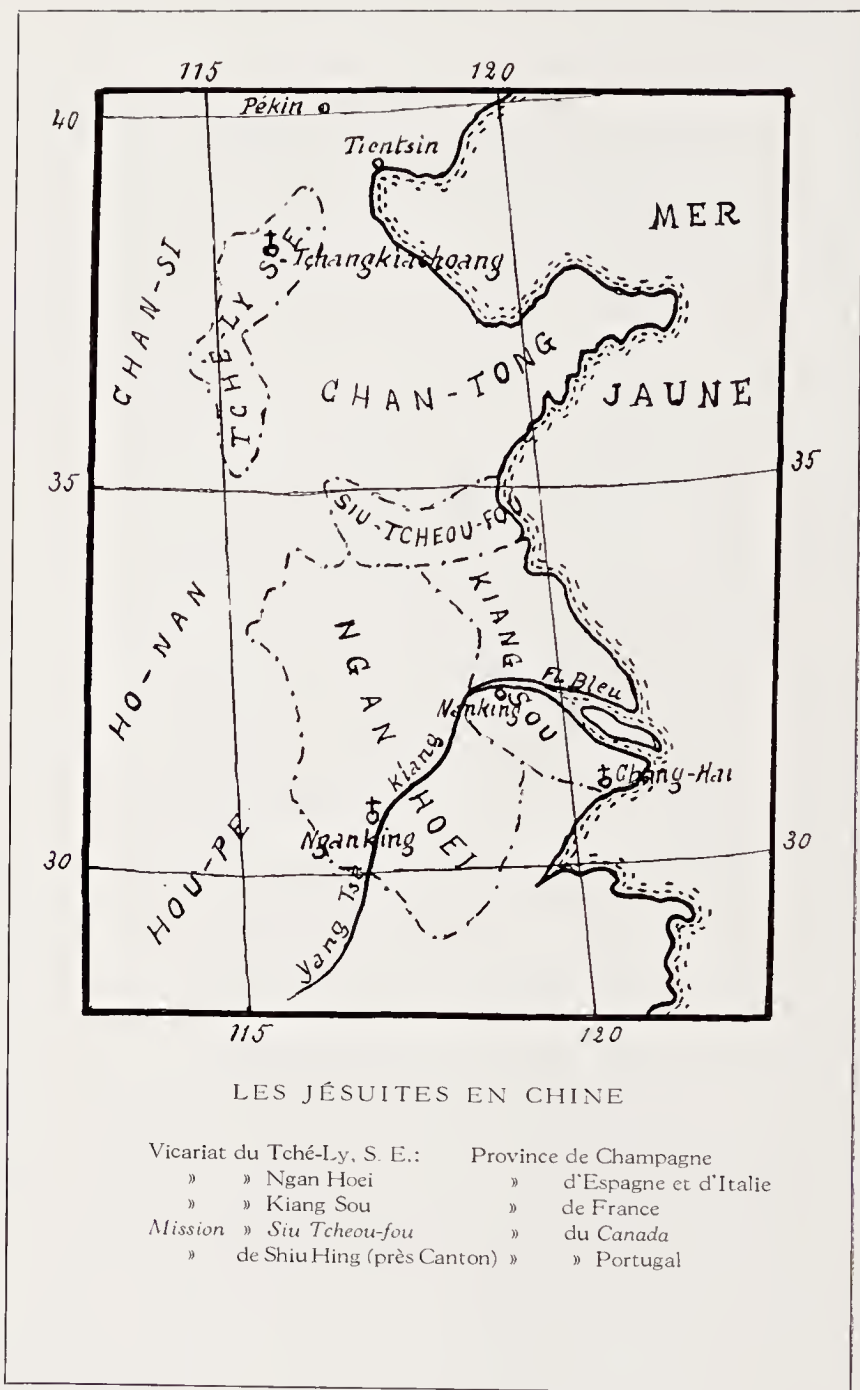 115 120
40
Pékin
Tientsin
MER
Tchangkiachoang
TCHE-LY S.E.
CHAN-SI
CHAN-TONG
JAUNE
35 35
SIU-TCHEOU-FOU
KIANG SOU
HO-NAN
NGAN HOEI
Fl. Bleu
Nanking
Chang-Hai
Nganking
Yang Tsé Kiang
HOU-PE
30 30
115 120
LES JÉSUITES EN CHINE
Vicariat du Tché-Ly, S. E.: Province de Champagne
» » Ngan Hoei » d'Espagne et d'Italie
» » Kiang Sou » de France
Mission » Siu Tcheou-fou » du Canada
» de Shiu Hing (près Canton) » » Portugal